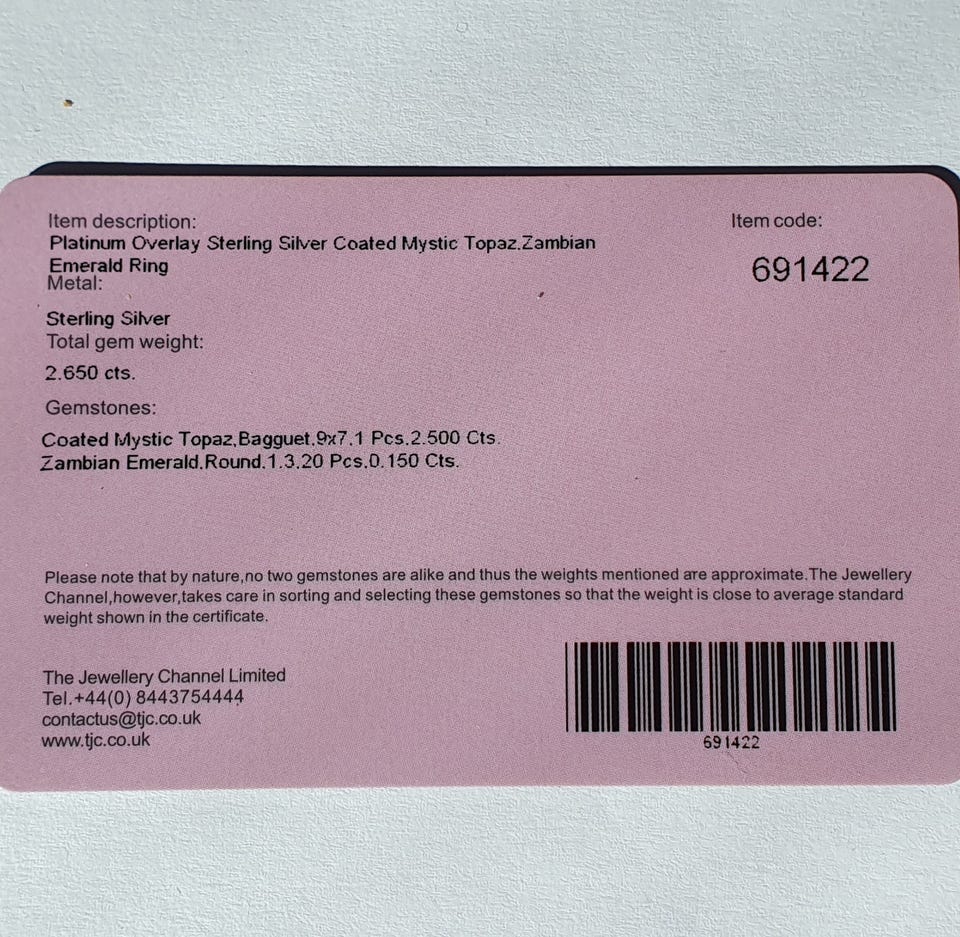 Item description:
Item code:
Platinum Overlay Sterling Silver Coated Mystic Topaz,Zambian
Emerald Ring
691422
Metal:
Sterling Silver
Total gem weight:
2.650 cts.
Gemstones:
Coated Mystic Topaz,Bagguet,9x7,1 Pcs,2.500 Cts.
Zambian Emerald,Round,1.3,20 Pcs,0.150 Cts.
Please note that by nature,no two gemstones are alike and thus the weights mentioned are approximate.The Jewellery
Channel,however,takes care in sorting and selecting these gemstones so that the weight is close to average standard
weight shown in the certificate.
The Jewellery Channel Limited
Tel.+44(0) 8443754444
contactus@tjc.co.uk
www.tjc.co.uk
691422